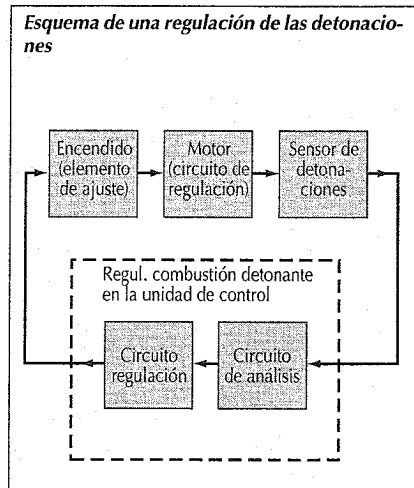 Esquema de una regulación de las detonacio-
nes
Encendido
(elemento
de ajuste)
Motor
(circuito de
regulación)
Sensor de
detona-
ciones
Regul. combustión detonante
en la unidad de control
Circuito
regulación
Circuito
de análisis